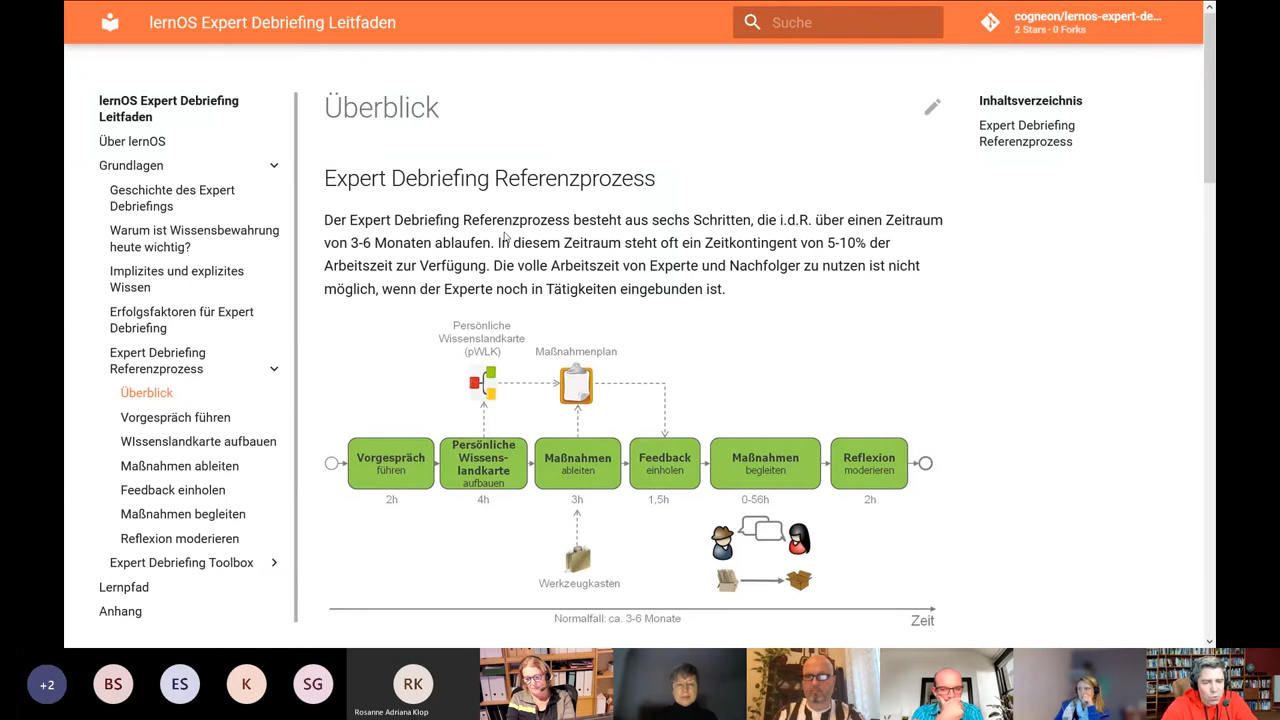 lernOS Expert Debriefing Leitfaden
Suche
cogneon/lernos-expert-de...
2 Stars · 0 Forks
lernOS Expert Debriefing
Leitfaden
Über lernOS
Grundlagen
Geschichte des Expert
Debriefings
Warum ist Wissensbewahrung
heute wichtig?
Implizites und explizites
Wissen
Erfolgsfaktoren für Expert
Debriefing
Expert Debriefing
Referenzprozess
Überblick
Vorgespräch führen
WIssenslandkarte aufbauen
Maßnahmen ableiten
Feedback einholen
Maßnahmen begleiten
Reflexion moderieren
Expert Debriefing Toolbox
Lernpfad
Anhang
Überblick
Expert Debriefing Referenzprozess
Der Expert Debriefing Referenzprozess besteht aus sechs Schritten, die i.d.R. über einen Zeitraum
von 3-6 Monaten ablaufen. In diesem Zeitraum steht oft ein Zeitkontingent von 5-10% der
Arbeitszeit zur Verfügung. Die volle Arbeitszeit von Experte und Nachfolger zu nutzen ist nicht
möglich, wenn der Experte noch in Tätigkeiten eingebunden ist.
Persönliche
Wissenslandkarte
(pWLK)
Maßnahmenplan
Vorgespräch
führen
Persönliche
Wissens-
landkarte
aufbauen
Maßnahmen
ableiten
Feedback
einholen
Maßnahmen
begleiten
Reflexion
moderieren
2h
4h
3h
1,5h
0-56h
2h
Werkzeugkasten
Normalfall: ca. 3-6 Monate
Zeit
Inhaltsverzeichnis
Expert Debriefing
Referenzprozess
+2
BS
ES
K
SG
RK
Rosanne Adriana Klop